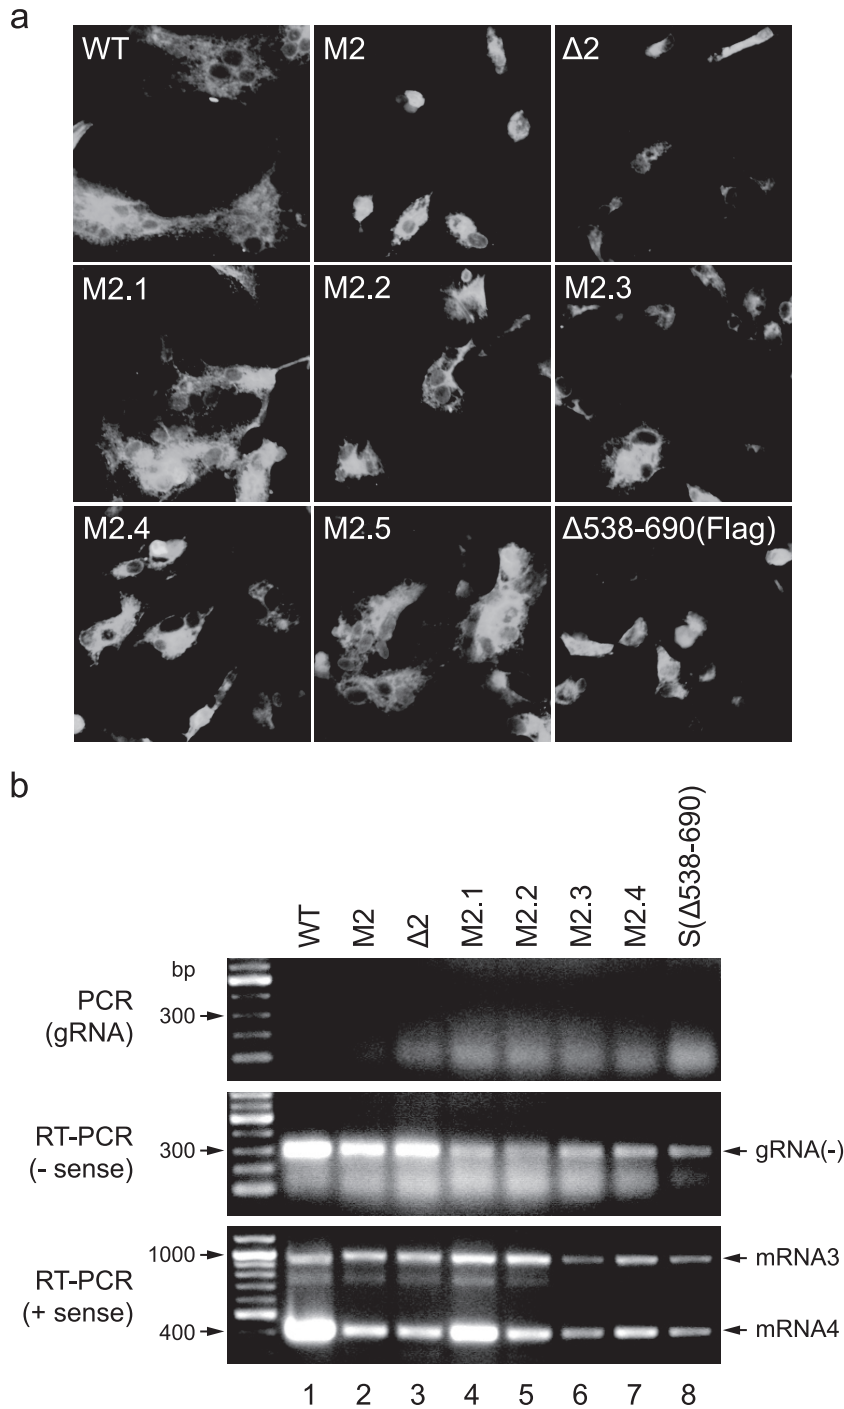 a
WT
M2
Δ2
M2.1
M2.2
M2.3
M2.4
M2.5
Δ538-690(Flag)
b
WT
M2
Δ2
M2.1
M2.2
M2.3
M2.4
S(Δ538-690)
bp
PCR
(gRNA)
300
RT-PCR
(- sense)
300
gRNA(-)
RT-PCR
(+ sense)
1000
400
mRNA3
mRNA4
1 2 3 4 5 6 7 8